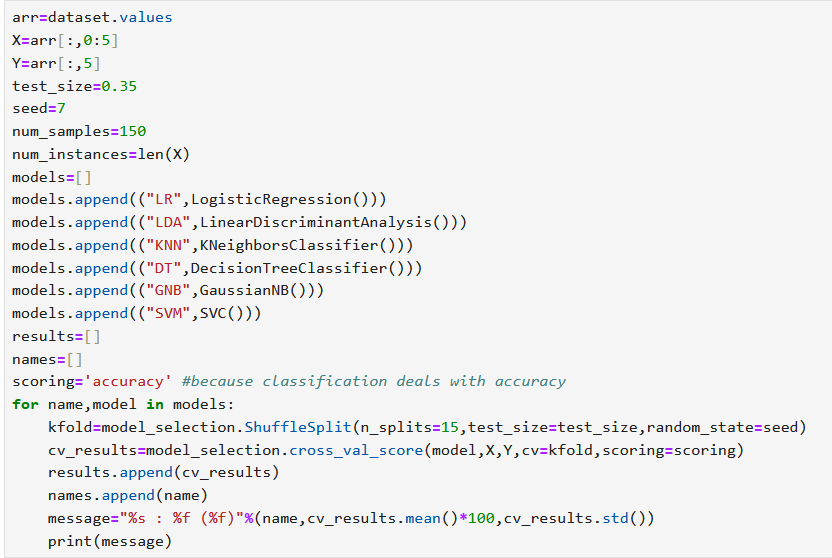 arr=dataset.values
X=arr[:,0:5]
Y=arr[:,5]
test_size=0.35
seed=7
num_samples=150
num_instances=len(X)
models=[]
models.append(("LR",LogisticRegression()))
models.append(("LDA",LinearDiscriminantAnalysis()))
models.append(("KNN",KNeighborsClassifier()))
models.append(("DT",DecisionTreeClassifier()))
models.append(("GNB",GaussianNB()))
models.append(("SVM",SVC()))
results=[]
names=[]
scoring='accuracy' #because classification deals with accuracy
for name,model in models:
    kfold=model_selection.ShuffleSplit(n_splits=15,test_size=test_size,random_state=seed)
    cv_results=model_selection.cross_val_score(model,X,Y,cv=kfold,scoring=scoring)
    results.append(cv_results)
    names.append(name)
    message="%s : %f (%f)"%(name,cv_results.mean()*100,cv_results.std())
    print(message)